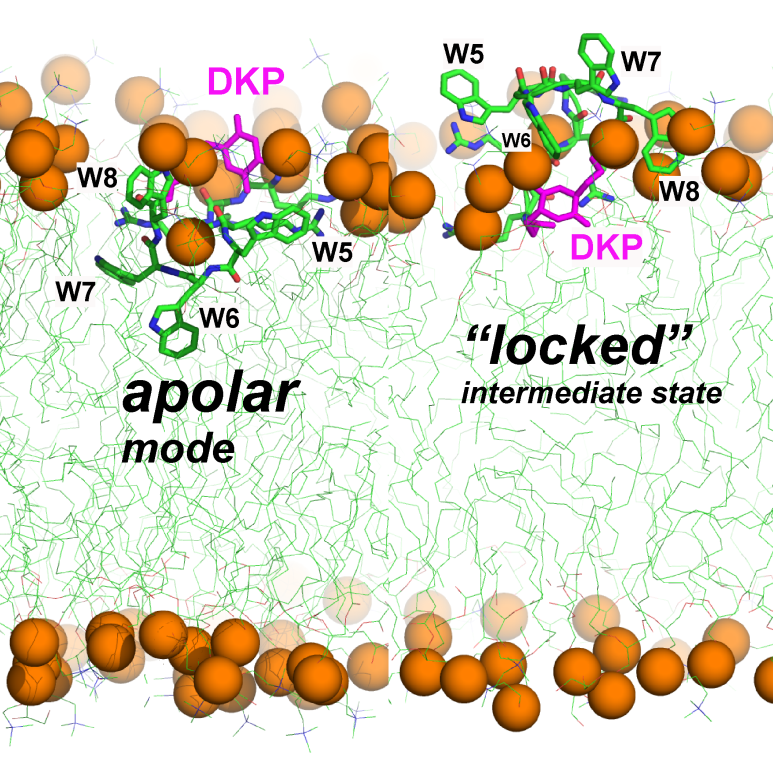 DKP
W8
W5
W7
W6
apolar
mode
W5
W7
W6
W8
DKP
“locked”
intermediate state